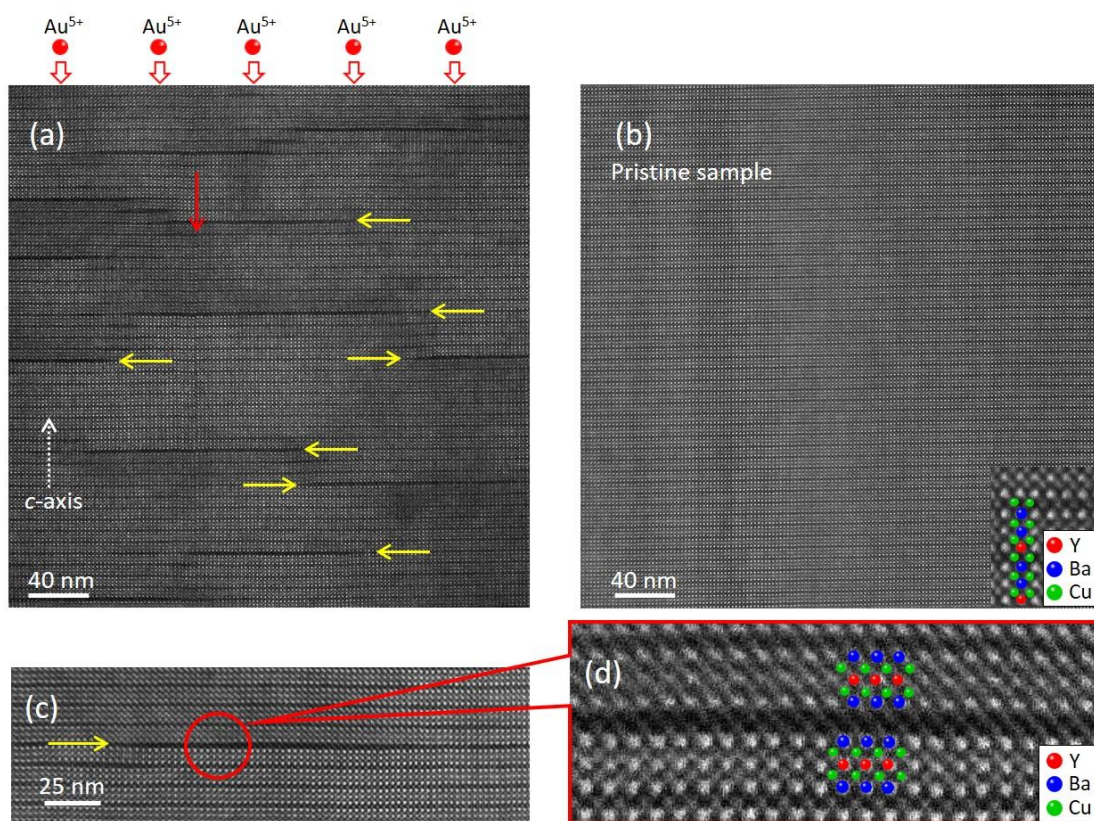 Au⁵⁺ Au⁵⁺ Au⁵⁺ Au⁵⁺ Au⁵⁺
(a)
c-axis
40 nm
(b)
Pristine sample
40 nm
Y
Ba
Cu
(c)
25 nm
(d)
Y
Ba
Cu